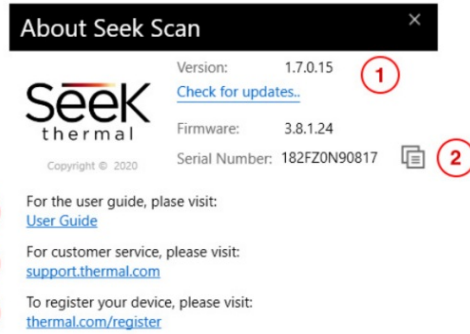 About Seek Scan
Version: 1.7.0.15
1
Check for updates..
Seek
thermal
Firmware: 3.8.1.24
Copyright © 2020
Serial Number: 182FZ0N90817
2
For the user guide, plase visit:
User Guide
For customer service, please visit:
support.thermal.com
To register your device, please visit:
thermal.com/register